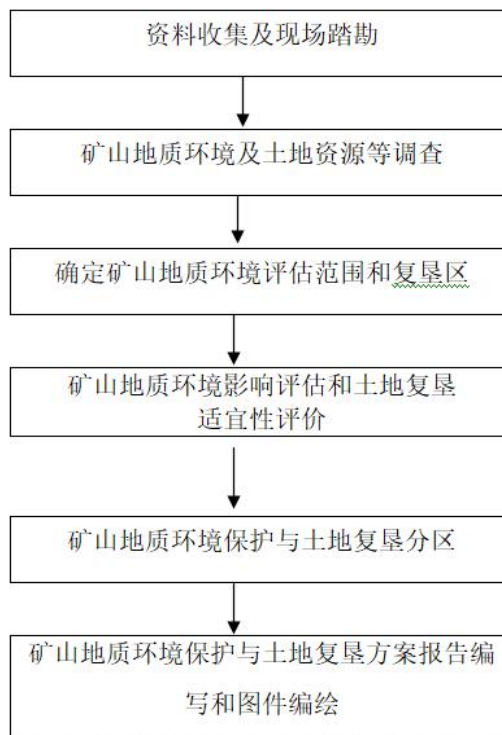 资料收集及现场踏勘
矿山地质环境及土地资源等调查
确定矿山地质环境评估范围和复垦区
矿山地质环境影响评估和土地复垦
适宜性评价
矿山地质环境保护与土地复垦分区
矿山地质环境保护与土地复垦方案报告编
写和图件编绘